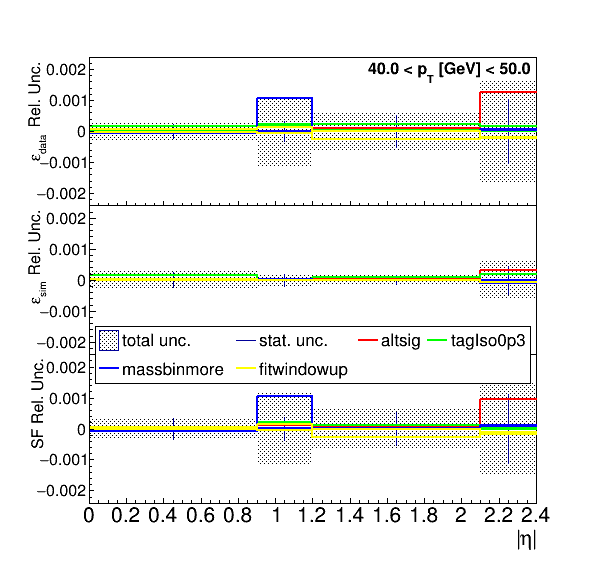 40.0 < pT [GeV] < 50.0
εdata Rel. Unc.
0.002
0.001
0
−0.001
−0.002
εsim Rel. Unc.
0.002
0.001
0
−0.001
−0.002
total unc. stat. unc. altsig tagIso0p3
massbinmore fitwindowup
SF Rel. Unc.
0.002
0.001
0
−0.001
−0.002
0 0.2 0.4 0.6 0.8 1 1.2 1.4 1.6 1.8 2 2.2 2.4
|η|